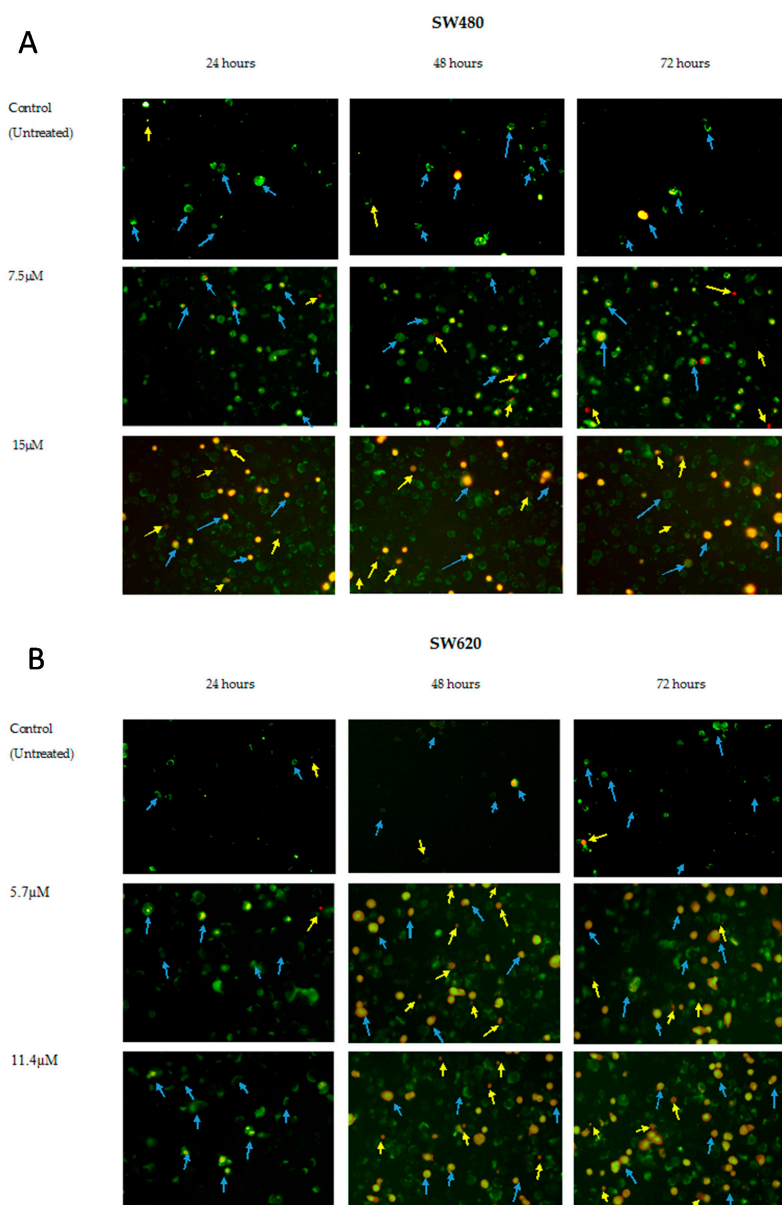 A
SW480
24 hours
48 hours
72 hours
Control
(Untreated)
7.5μM
15μM
B
SW620
24 hours
48 hours
72 hours
Control
(Untreated)
5.7μM
11.4μM